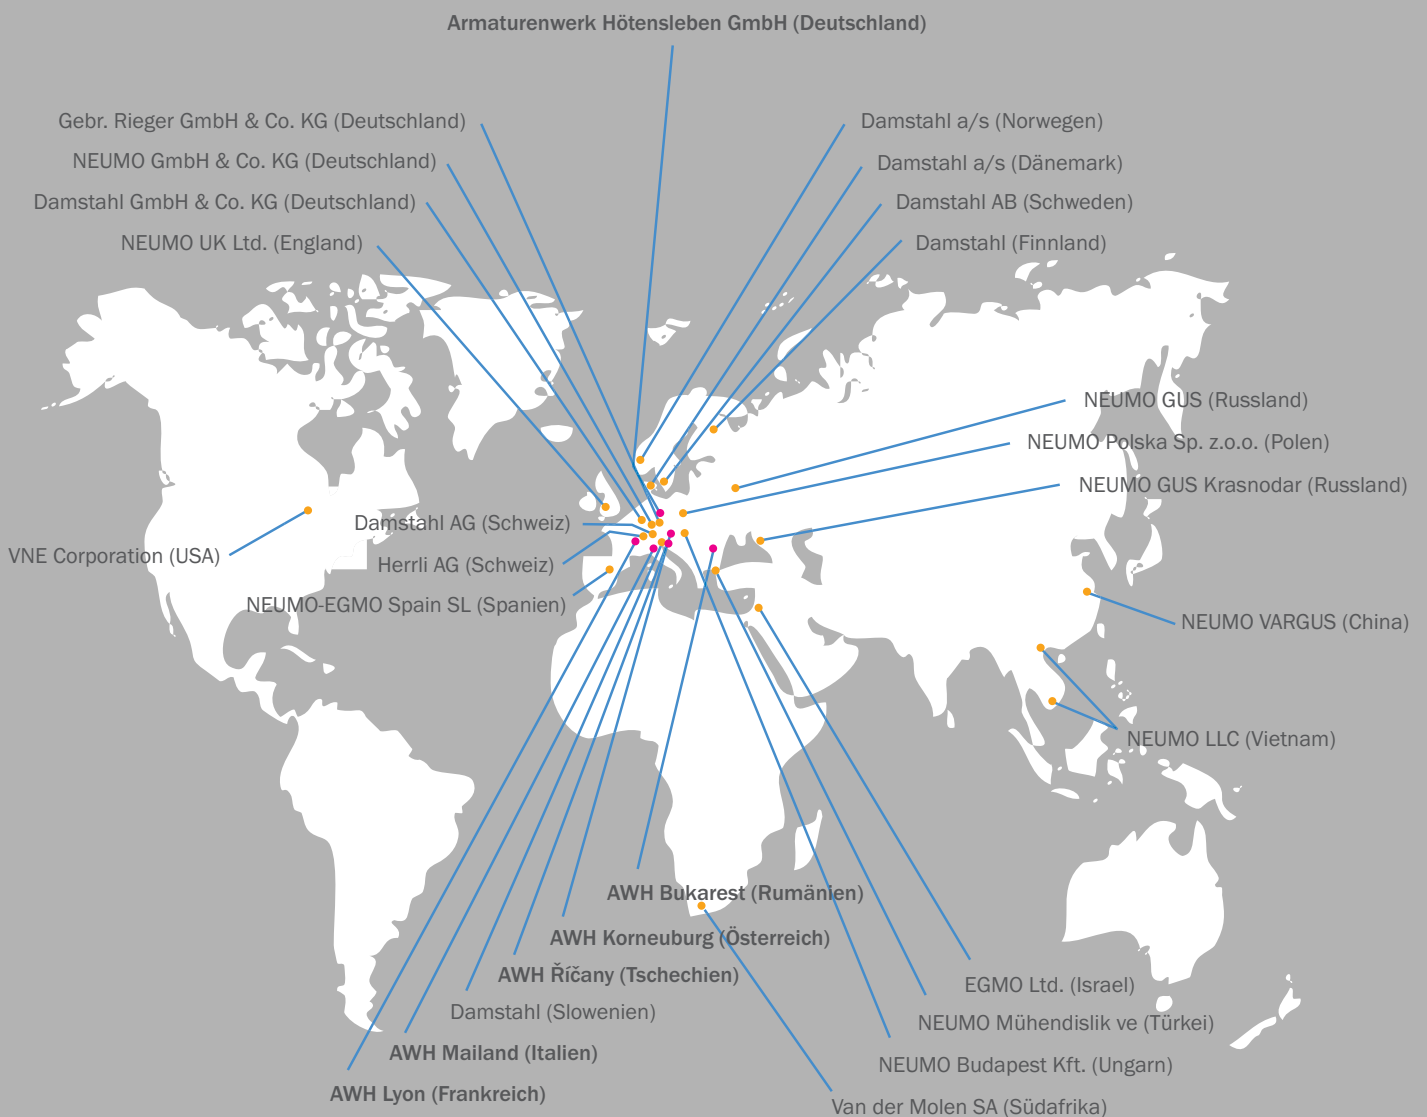 Armaturenwerk Hötensleben GmbH (Deutschland)
Gebr. Rieger GmbH & Co. KG (Deutschland)
NEUMO GmbH & Co. KG (Deutschland)
Damstahl GmbH & Co. KG (Deutschland)
NEUMO UK Ltd. (England)
Damstahl a/s (Norwegen)
Damstahl a/s (Dänemark)
Damstahl AB (Schweden)
Damstahl (Finnland)
NEUMO GUS (Russland)
NEUMO Polska Sp. z.o.o. (Polen)
NEUMO GUS Krasnodar (Russland)
Damstahl AG (Schweiz)
VNE Corporation (USA)
Herrli AG (Schweiz)
NEUMO-EGMO Spain SL (Spanien)
NEUMO VARGUS (China)
NEUMO LLC (Vietnam)
AWH Bukarest (Rumänien)
AWH Korneuburg (Österreich)
AWH Říčany (Tschechien)
Damstahl (Slowenien)
AWH Mailand (Italien)
AWH Lyon (Frankreich)
EGMO Ltd. (Israel)
NEUMO Mühendislik ve (Türkei)
NEUMO Budapest Kft. (Ungarn)
Van der Molen SA (Südafrika)